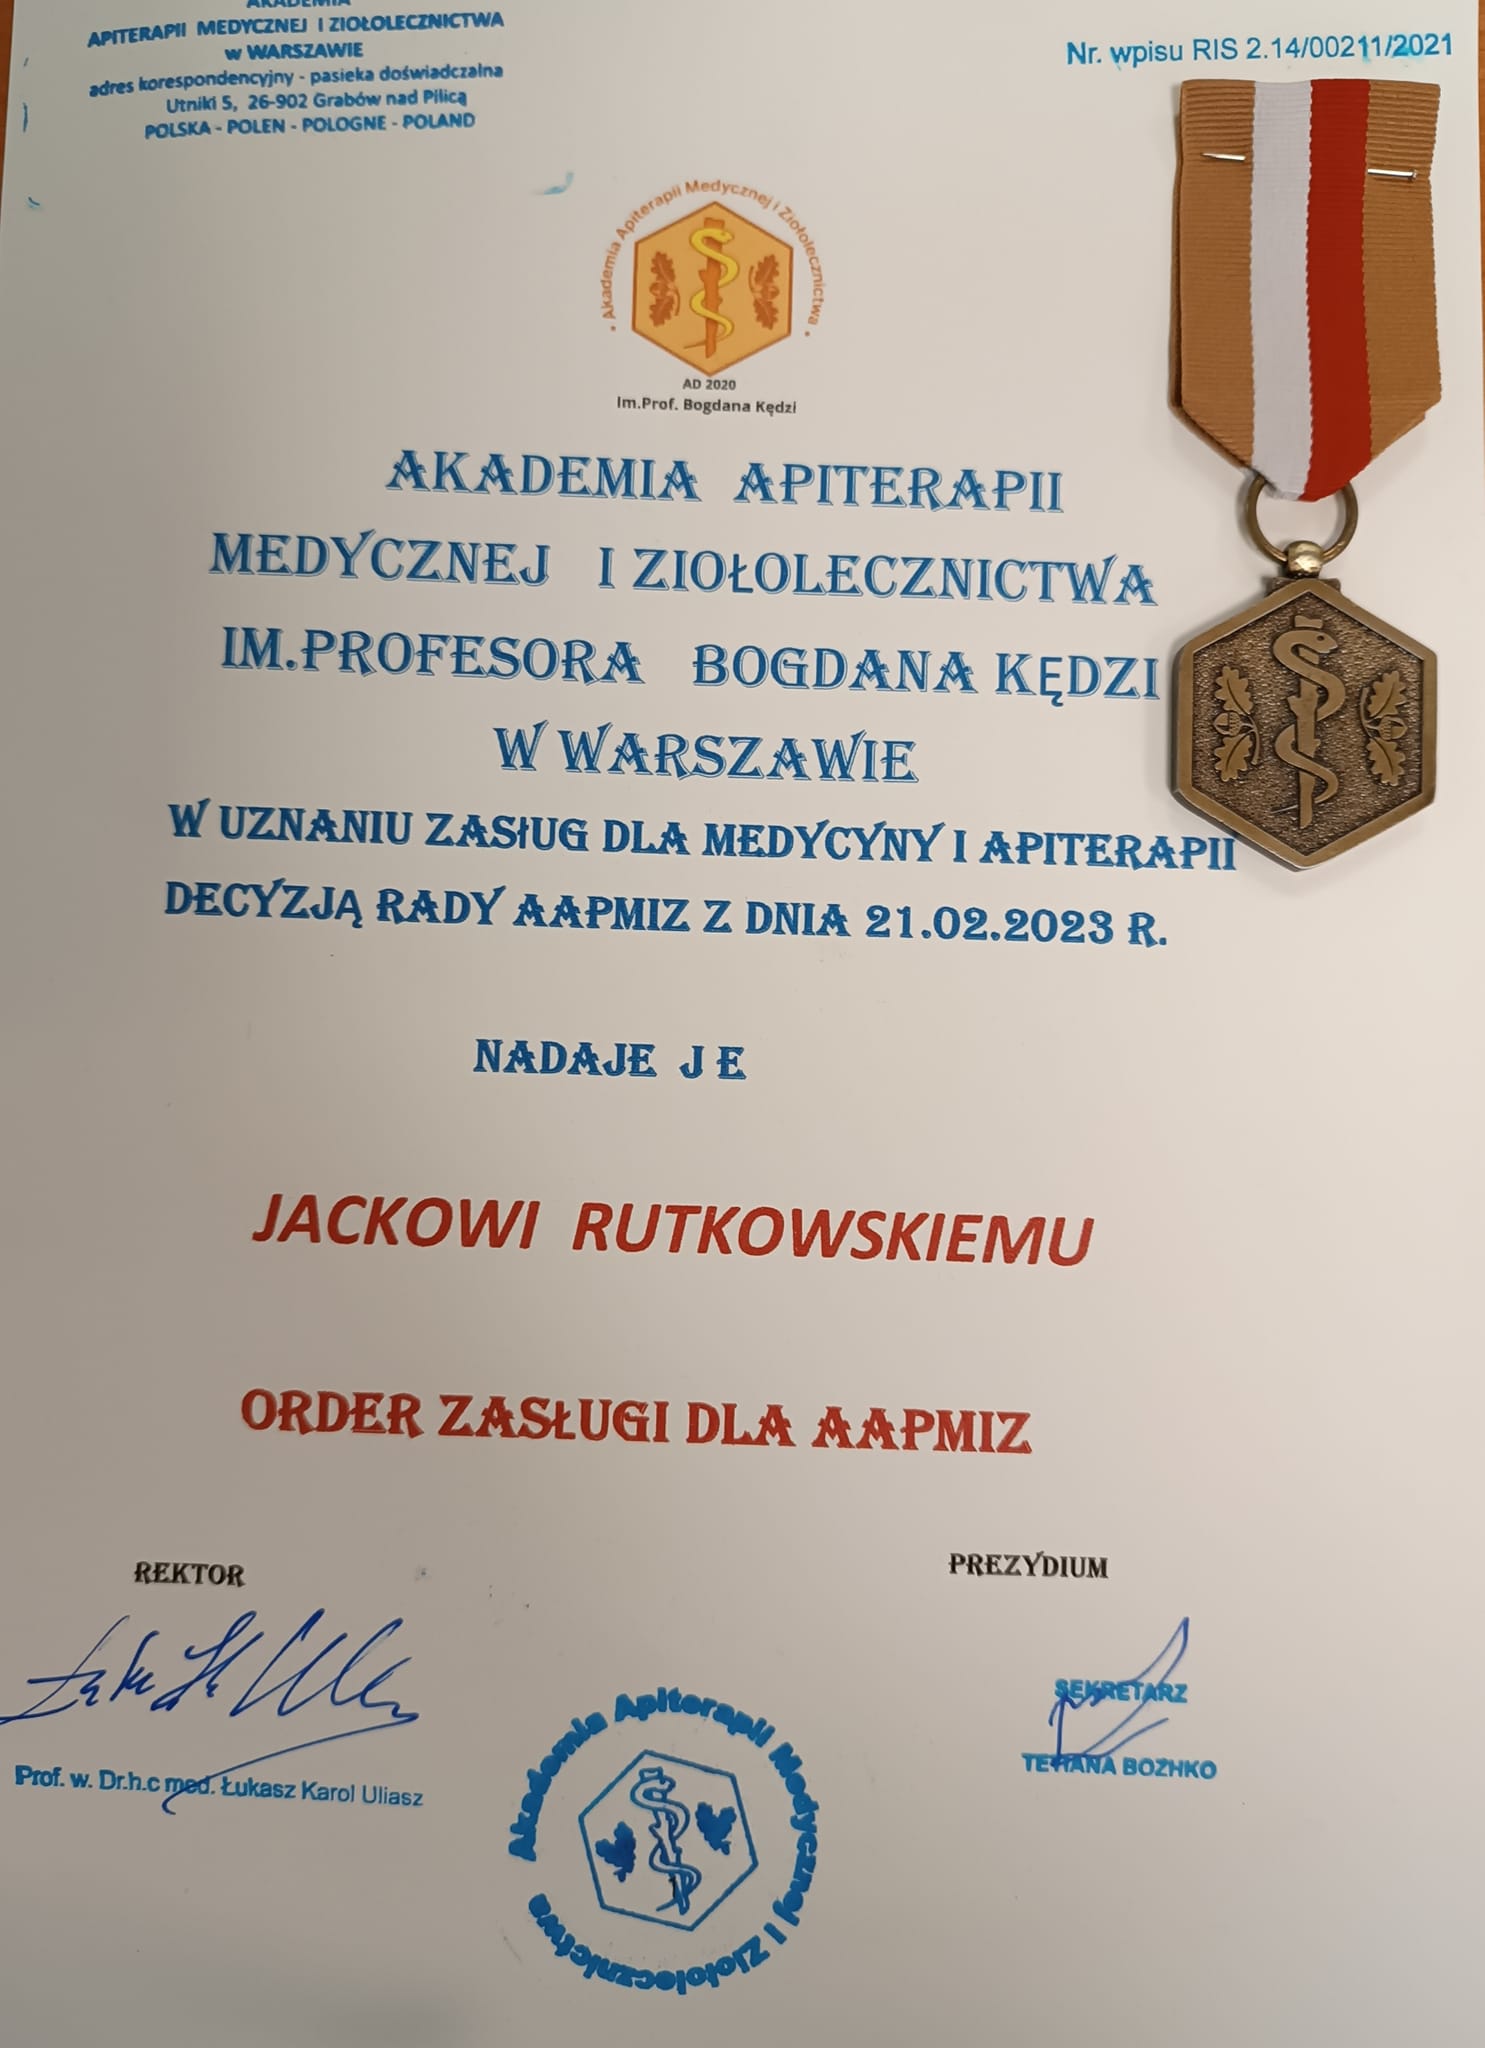 AKADEMIA
APITERAPII MEDYCZNEJ I ZIOŁOLECZNICTWA
w WARSZAWIE
adres korespondencyjny - pasieka doświadczalna
Utniki 5, 26-902 Grabów nad Pilicą
POLSKA - POLEN - POLOGNE - POLAND
Nr. wpisu RIS 2.14/00211/2021
• Akademia Apiterapii Medycznej i Ziołolecznictwa •
AD 2020
Im.Prof. Bogdana Kędzi
AKADEMIA APITERAPII
MEDYCZNEJ I ZIOŁOLECZNICTWA
IM.PROFESORA BOGDANA KĘDZI
W WARSZAWIE
W UZNANIU ZASŁUG DLA MEDYCYNY I APITERAPII
DECYZJĄ RADY AAPMIZ Z DNIA 21.02.2023 R.
NADAJE J E
JACKOWI RUTKOWSKIEMU
ORDER ZASŁUGI DLA AAPMIZ
REKTOR
PREZYDIUM
Prof. w. Dr.h.c med. Łukasz Karol Uliasz
SEKRETARZ
TETIANA BOZHKO
Akademia Apiterapii Medycznej i Ziołolecznictwa